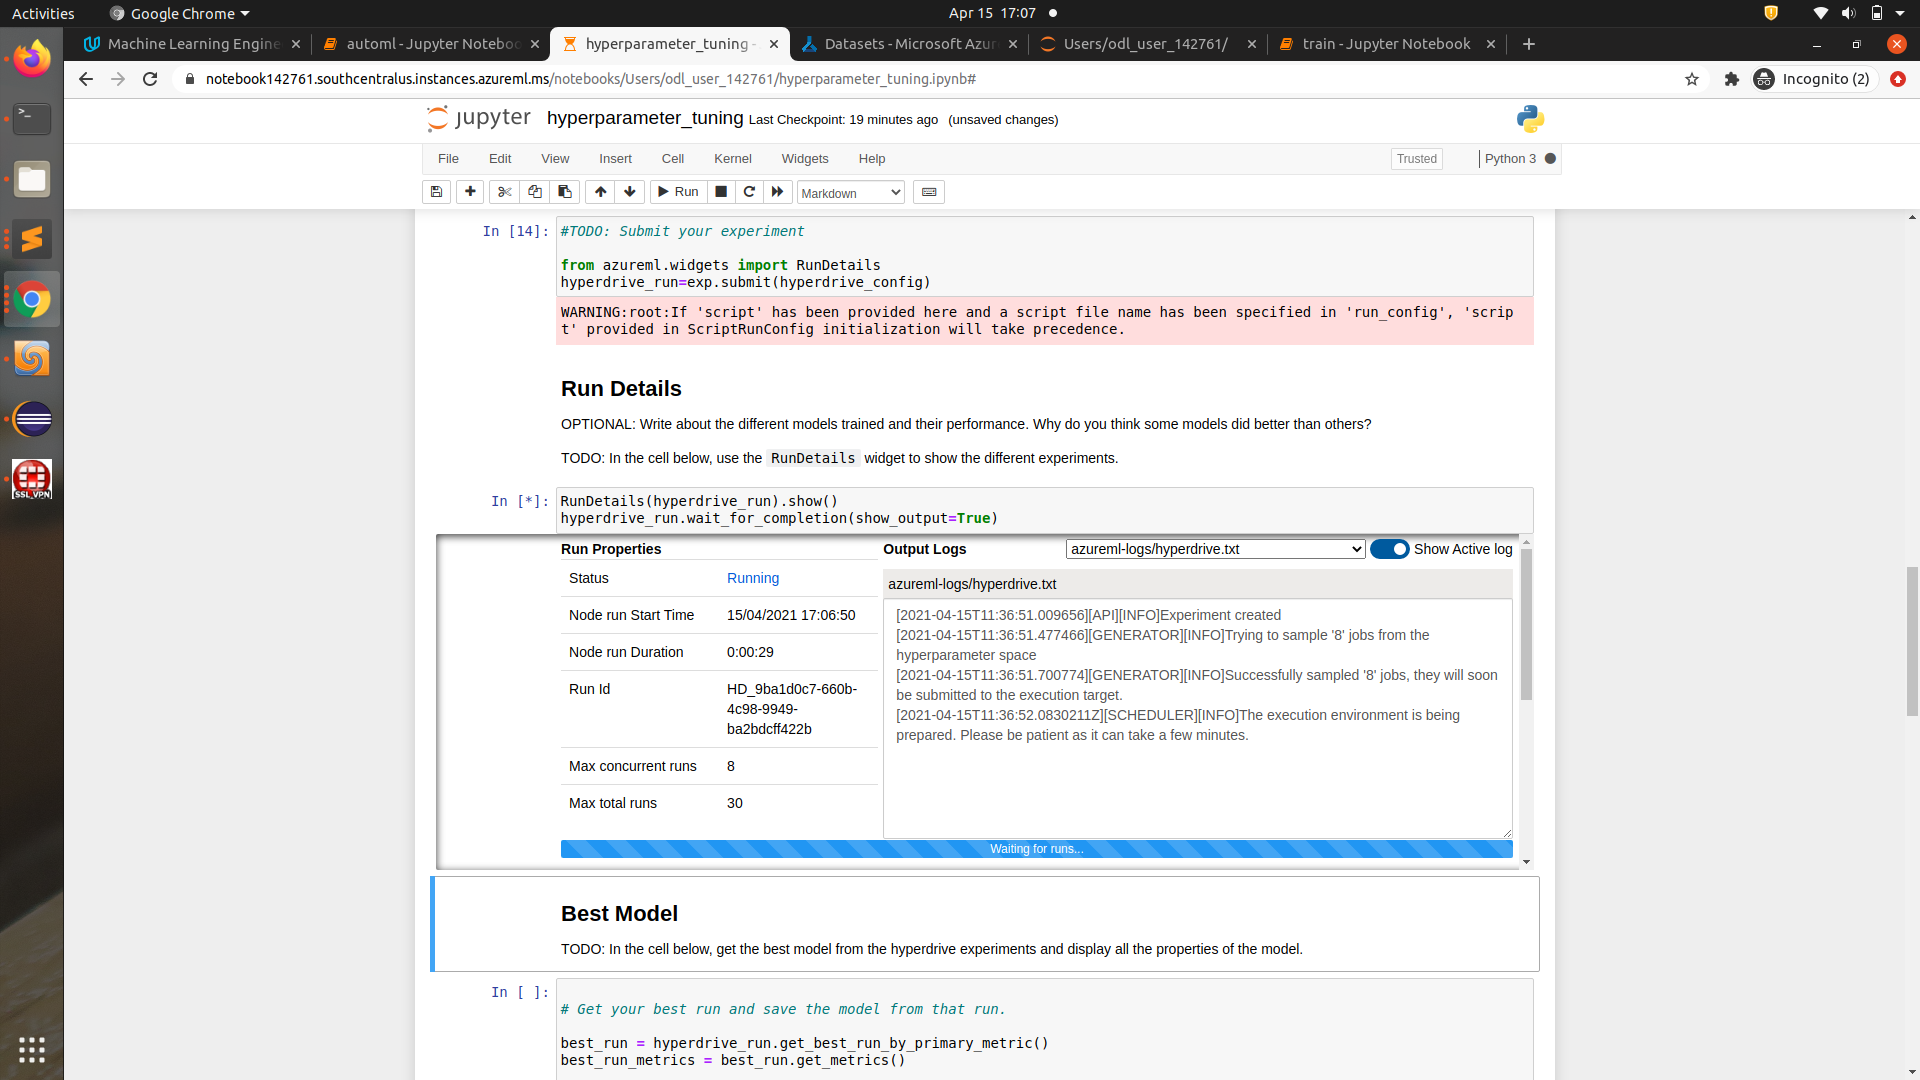 Activities Google Chrome Apr 15 17:07
Machine Learning Engine automl - Jupyter Noteboo hyperparameter_tuning - Datasets - Microsoft Azur Users/odl_user_142761/ train - Jupyter Notebook
notebook142761.southcentralus.instances.azureml.ms/notebooks/Users/odl_user_142761/hyperparameter_tuning.ipynb# Incognito (2)
jupyter hyperparameter_tuning Last Checkpoint: 19 minutes ago (unsaved changes)
File Edit View Insert Cell Kernel Widgets Help Trusted Python 3
Run Markdown
In [14]: #TODO: Submit your experiment
from azureml.widgets import RunDetails
hyperdrive_run=exp.submit(hyperdrive_config)
WARNING:root:If 'script' has been provided here and a script file name has been specified in 'run_config', 'scrip
t' provided in ScriptRunConfig initialization will take precedence.
Run Details
OPTIONAL: Write about the different models trained and their performance. Why do you think some models did better than others?
TODO: In the cell below, use the RunDetails widget to show the different experiments.
In [*]: RunDetails(hyperdrive_run).show()
hyperdrive_run.wait_for_completion(show_output=True)
Run Properties
Status Running
Node run Start Time 15/04/2021 17:06:50
Node run Duration 0:00:29
Run Id HD_9ba1d0c7-660b-
4c98-9949-
ba2bdcff422b
Max concurrent runs 8
Max total runs 30
Output Logs azureml-logs/hyperdrive.txt Show Active log
azureml-logs/hyperdrive.txt
[2021-04-15T11:36:51.009656][API][INFO]Experiment created
[2021-04-15T11:36:51.477466][GENERATOR][INFO]Trying to sample '8' jobs from the
hyperparameter space
[2021-04-15T11:36:51.700774][GENERATOR][INFO]Successfully sampled '8' jobs, they will soon
be submitted to the execution target.
[2021-04-15T11:36:52.0830211Z][SCHEDULER][INFO]The execution environment is being
prepared. Please be patient as it can take a few minutes.
Waiting for runs...
Best Model
TODO: In the cell below, get the best model from the hyperdrive experiments and display all the properties of the model.
In [ ]:
# Get your best run and save the model from that run.
best_run = hyperdrive_run.get_best_run_by_primary_metric()
best_run_metrics = best_run.get_metrics()
SSL VPN